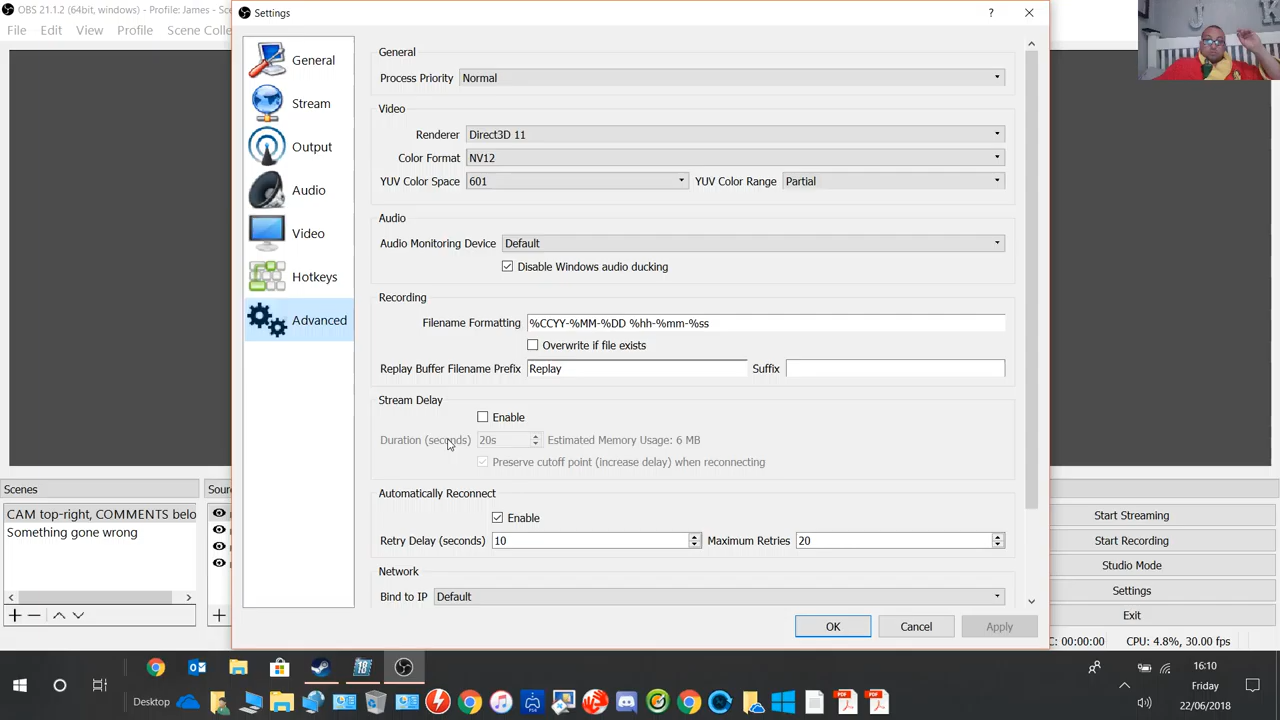 OBS 21.1.2 (64bit, windows) - Profile: James - Sce
Settings
?
File Edit View Profile Scene Colle
General
Stream
Output
Audio
Video
Hotkeys
Advanced
General
Process Priority Normal
Video
Renderer Direct3D 11
Color Format NV12
YUV Color Space 601 YUV Color Range Partial
Audio
Audio Monitoring Device Default
Disable Windows audio ducking
Recording
Filename Formatting %CCYY-%MM-%DD %hh-%mm-%ss
Overwrite if file exists
Replay Buffer Filename Prefix Replay Suffix
Stream Delay
Enable
Duration (seconds) 20s Estimated Memory Usage: 6 MB
Preserve cutoff point (increase delay) when reconnecting
Automatically Reconnect
Enable
Retry Delay (seconds) 10 Maximum Retries 20
Network
Bind to IP Default
OK Cancel Apply
Scenes
CAM top-right, COMMENTS belo
Something gone wrong
Sour
Start Streaming
Start Recording
Studio Mode
Settings
Exit
C: 00:00:00 CPU: 4.8%, 30.00 fps
J K
18
Desktop
16:10
Friday
22/06/2018